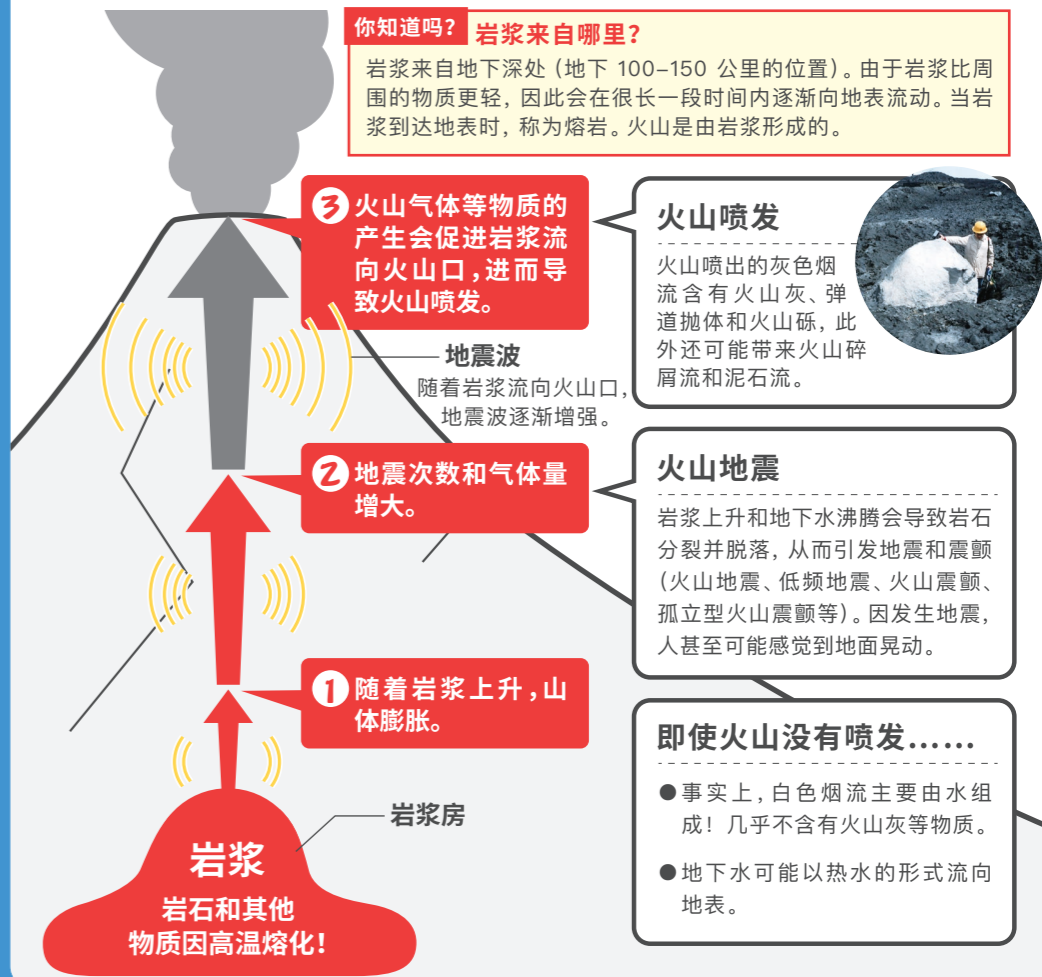 你知道吗？
岩浆来自哪里？
岩浆来自地下深处（地下 100–150 公里的位置）。由于岩浆比周
围的物质更轻，因此会在很长一段时间内逐渐向地表流动。当岩
浆到达地表时，称为熔岩。火山是由岩浆形成的。
3 火山气体等物质的
产生会促进岩浆流
向火山口，进而导
致火山喷发。
火山喷发
火山喷出的灰色烟
流含有火山灰、弹
道抛体和火山砾，此
外还可能带来火山碎
屑流和泥石流。
地震波
随着岩浆流向火山口，
地震波逐渐增强。
2 地震次数和气体量
增大。
火山地震
岩浆上升和地下水沸腾会导致岩石
分裂并脱落，从而引发地震和震颤
（火山地震、低频地震、火山震颤、
孤立型火山震颤等）。因发生地震，
人甚至可能感觉到地面晃动。
1 随着岩浆上升，山
体膨胀。
即使火山没有喷发……
●事实上，白色烟流主要由水组
成！几乎不含有火山灰等物质。
●地下水可能以热水的形式流向
地表。
岩浆房
岩浆
岩石和其他
物质因高温熔化！